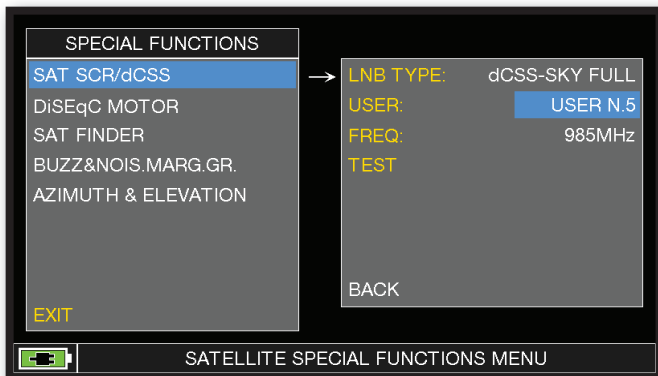 SPECIAL FUNCTIONS
SAT SCR/dCSS
DiSEqC MOTOR
SAT FINDER
BUZZ&NOIS.MARG.GR.
AZIMUTH & ELEVATION
EXIT
LNB TYPE: dCSS-SKY FULL
USER: USER N.5
FREQ: 985MHz
TEST
BACK
SATELLITE SPECIAL FUNCTIONS MENU